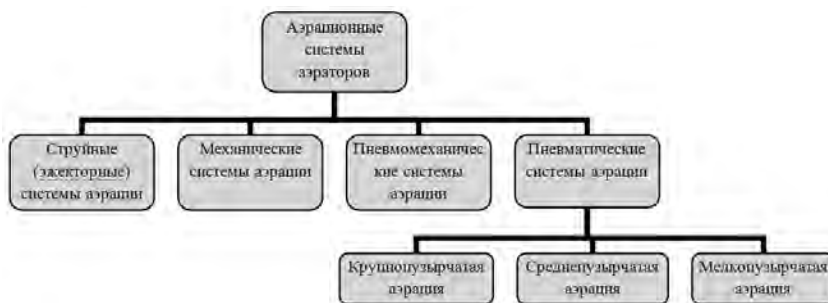 Аэрационные
системы
аэраторов
Струйные
(эжекторные)
системы аэрации
Механические
системы аэрации
Пневмомеханичес
кие системы
аэрации
Пневматические
системы аэрации
Крупнопузырчатая
аэрация
Среднепузырчатая
аэрация
Мелкопузырчатая
аэрация